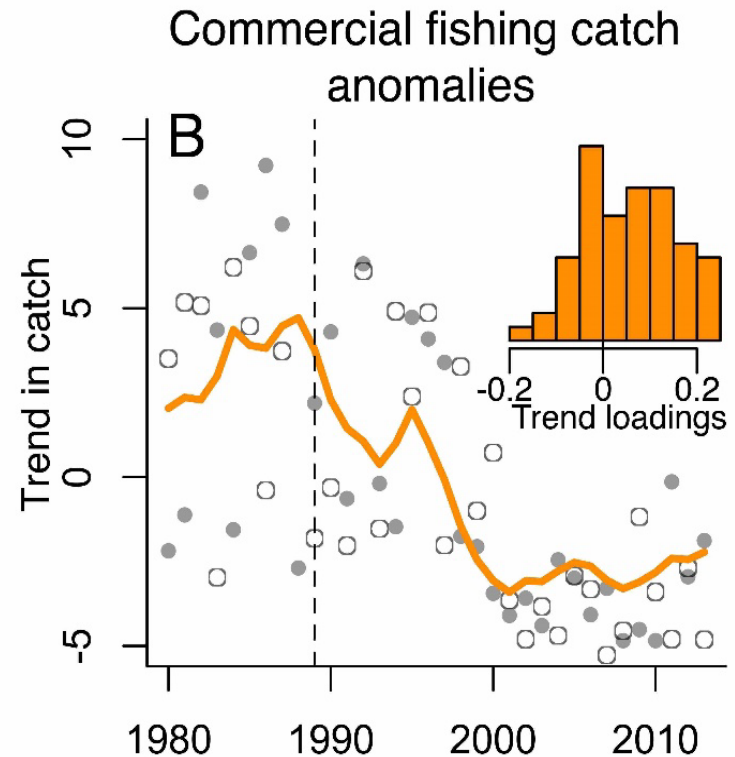 Commercial fishing catch
anomalies
B
Trend in catch
10
5
0
-5
-0.2 0 0.2
Trend loadings
1980 1990 2000 2010